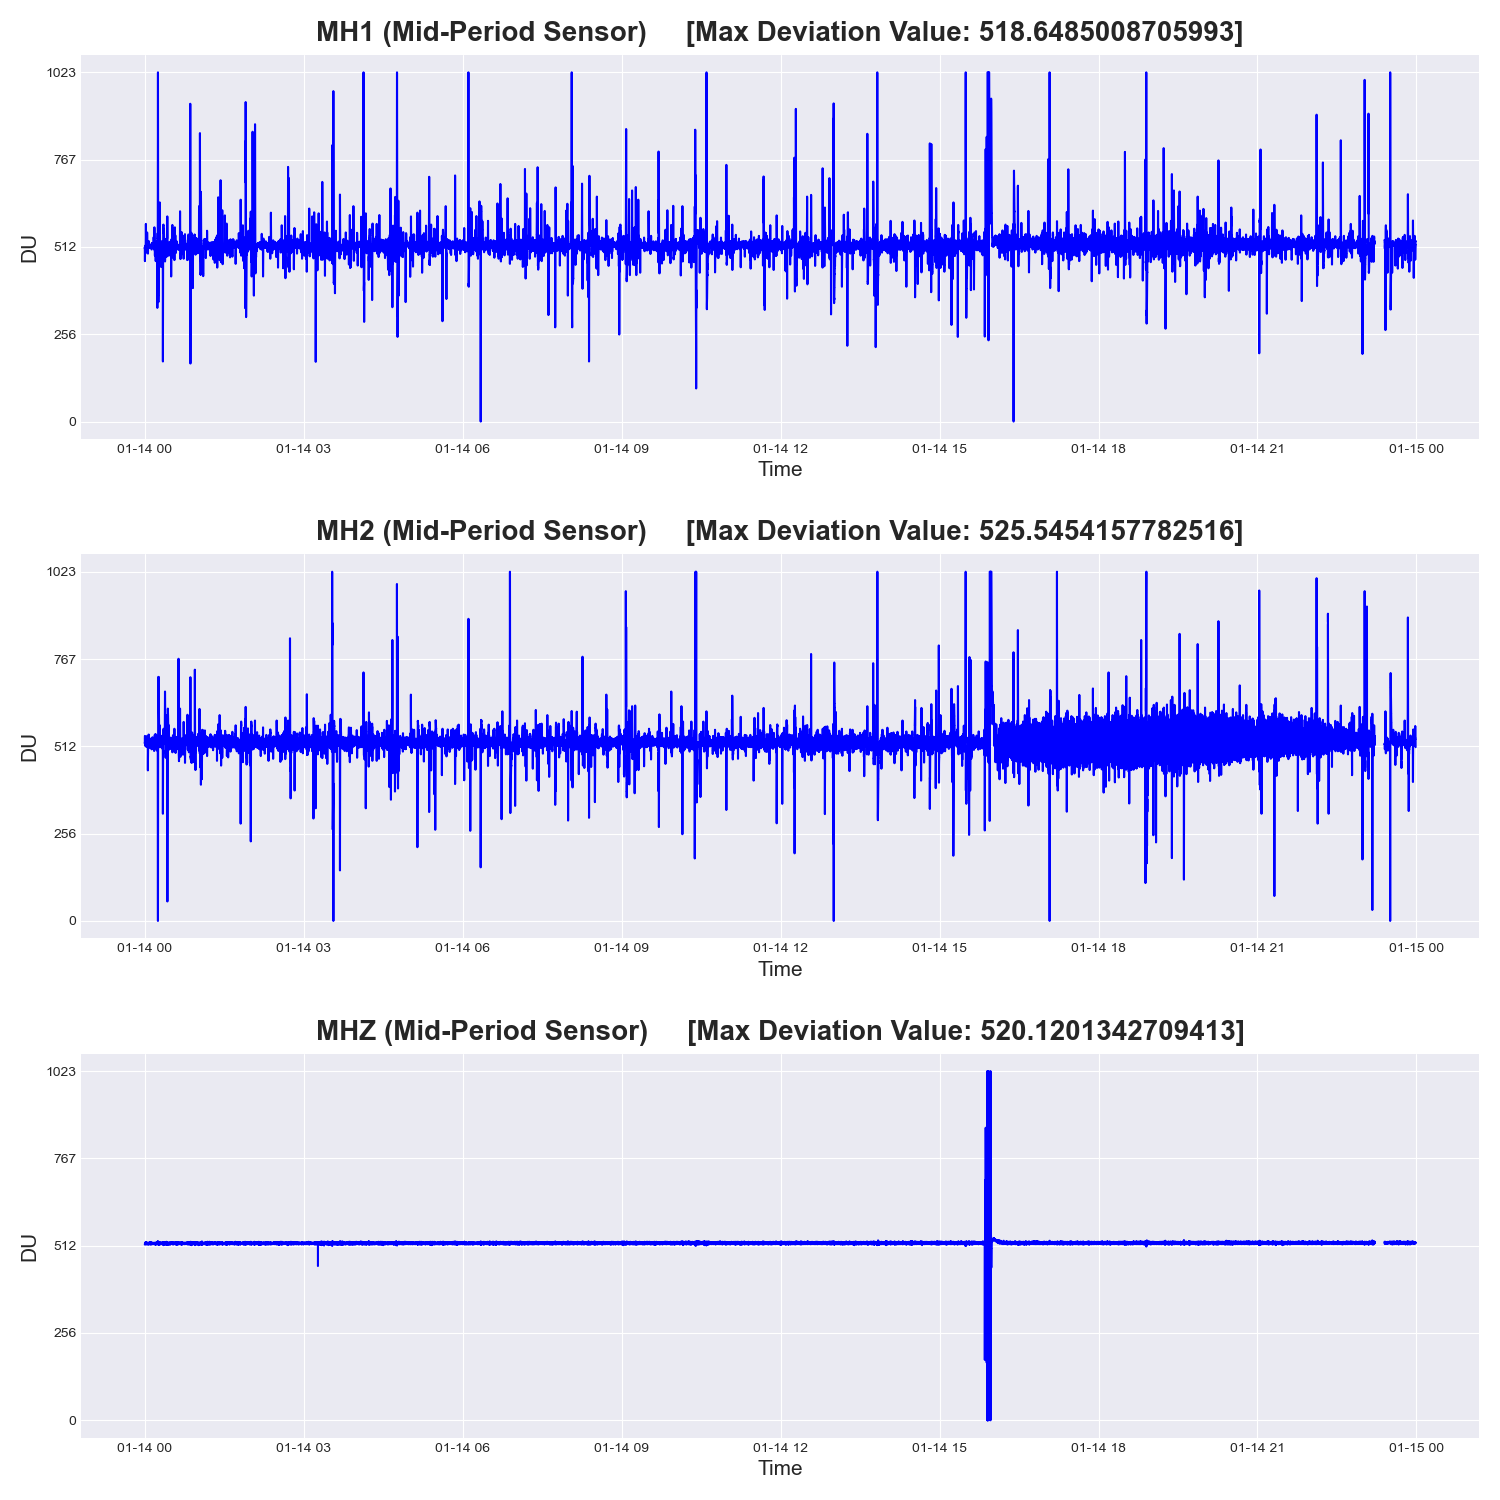 MH1 (Mid-Period Sensor) [Max Deviation Value: 518.6485008705993]
1023
767
512
256
0
DU
01-14 00 01-14 03 01-14 06 01-14 09 01-14 12 01-14 15 01-14 18 01-14 21 01-15 00
Time
MH2 (Mid-Period Sensor) [Max Deviation Value: 525.5454157782516]
1023
767
512
256
0
DU
01-14 00 01-14 03 01-14 06 01-14 09 01-14 12 01-14 15 01-14 18 01-14 21 01-15 00
Time
MHZ (Mid-Period Sensor) [Max Deviation Value: 520.1201342709413]
1023
767
512
256
0
DU
01-14 00 01-14 03 01-14 06 01-14 09 01-14 12 01-14 15 01-14 18 01-14 21 01-15 00
Time